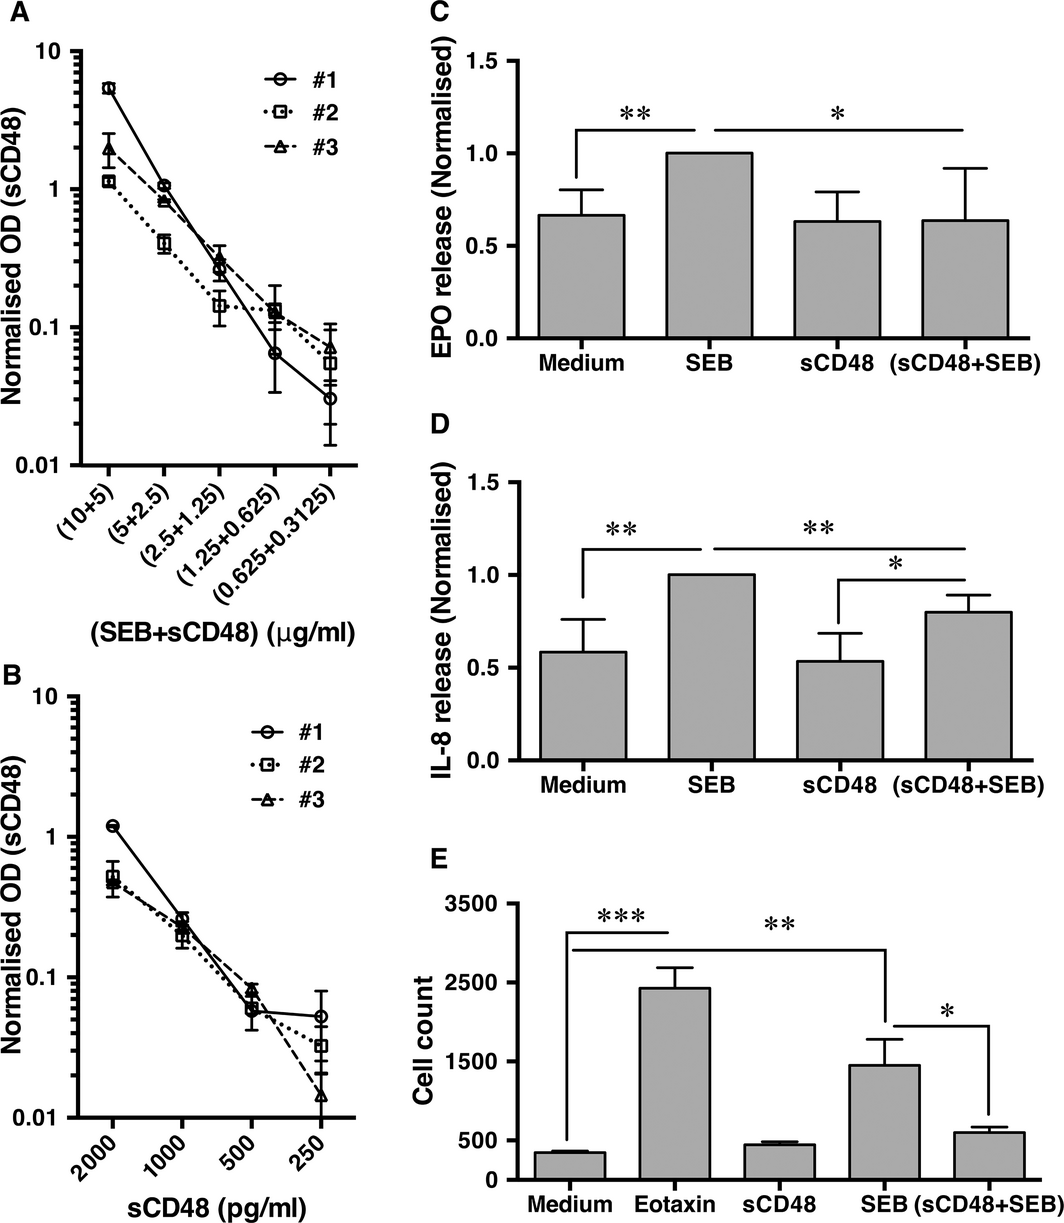 A
Normalised OD (sCD48)
10
1
0.1
0.01
#1
#2
#3
(10+5)
(5+2.5)
(2.5+1.25)
(1.25+0.625)
(0.625+0.3125)
(SEB+sCD48) (μg/ml)
B
Normalised OD (sCD48)
10
1
0.1
0.01
#1
#2
#3
2000
1000
500
250
sCD48 (pg/ml)
C
EPO release (Normalised)
1.5
1.0
0.5
0.0
**
*
Medium SEB sCD48 (sCD48+SEB)
D
IL-8 release (Normalised)
1.5
1.0
0.5
0.0
**
**
*
Medium SEB sCD48 (sCD48+SEB)
E
Cell count
3500
2500
1500
500
0
***
**
*
Medium Eotaxin sCD48 SEB (sCD48+SEB)